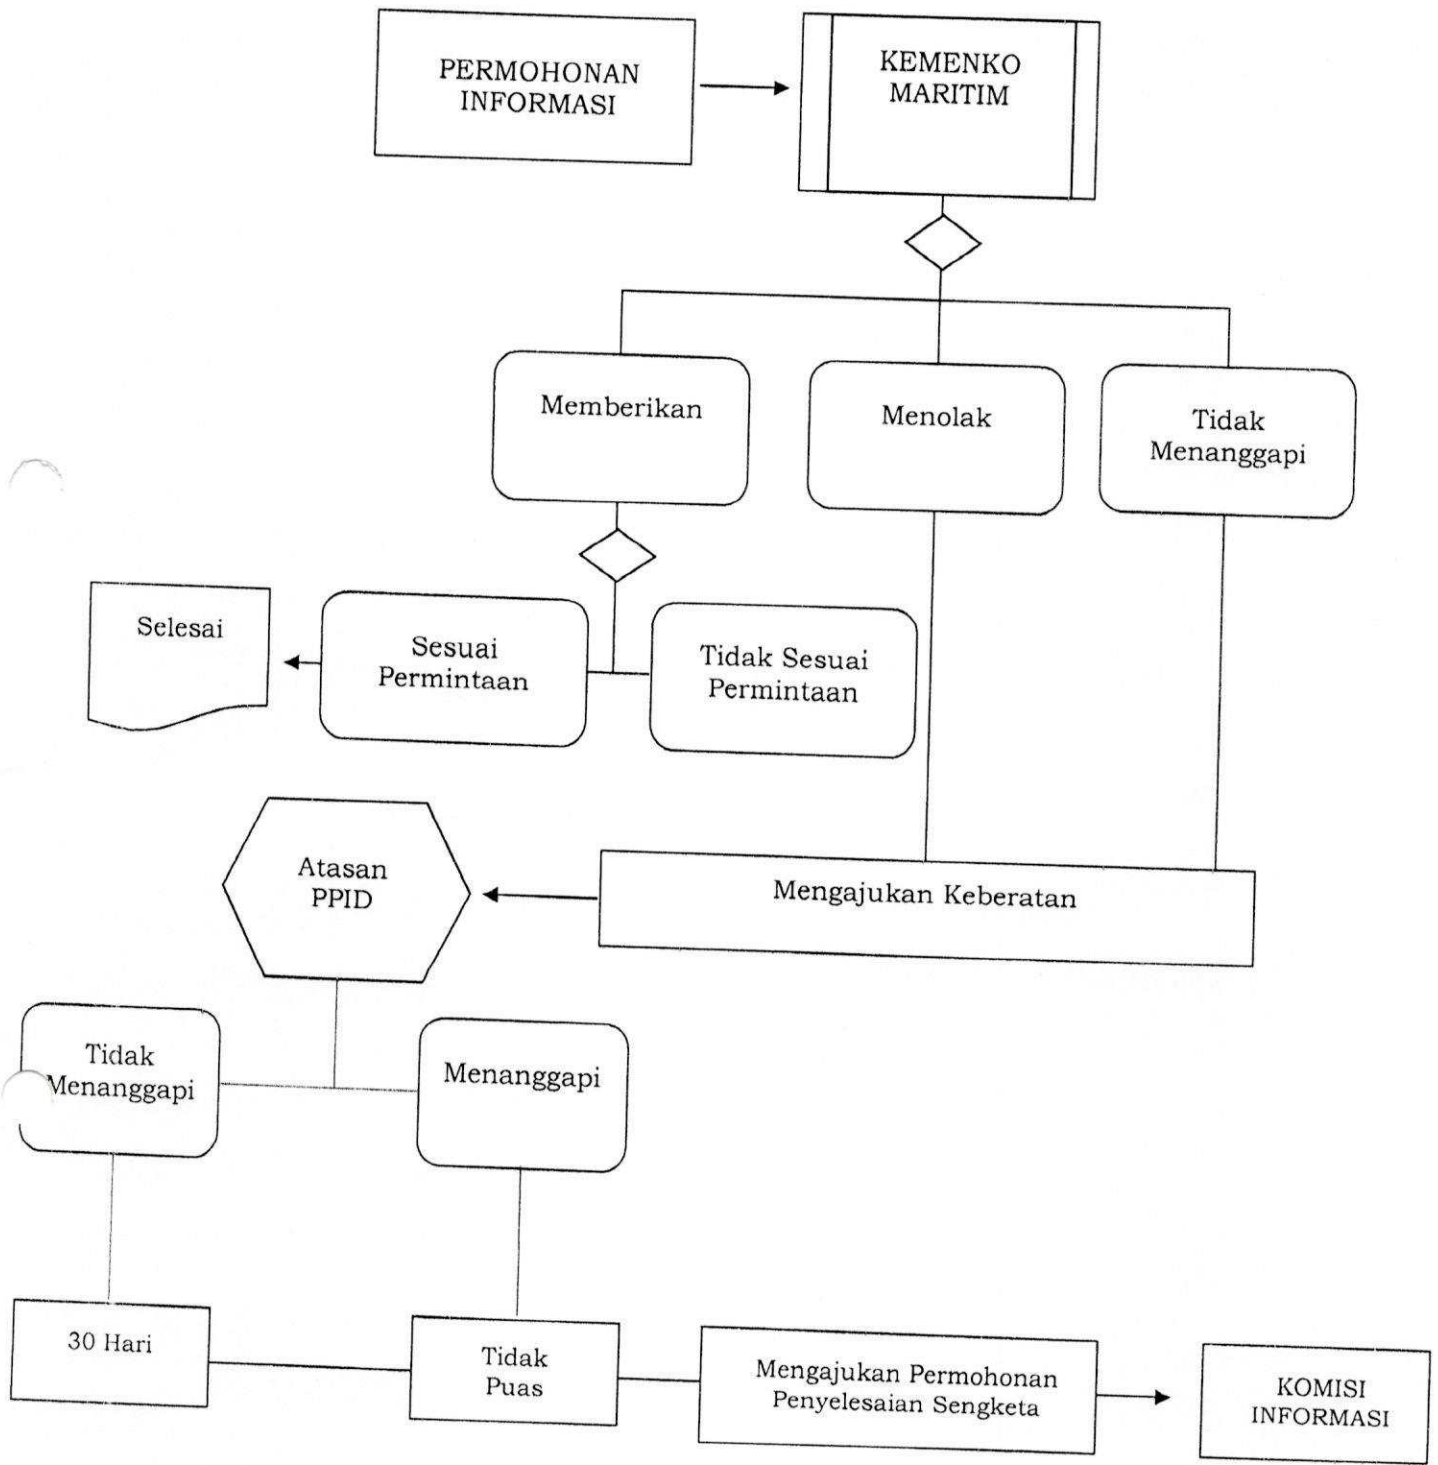 PERMOHONAN
INFORMASI
KEMENKO
MARITIM
Memberikan
Menolak
Tidak
Menanggapi
Selesai
Sesuai
Permintaan
Tidak Sesuai
Permintaan
Atasan
PPID
Mengajukan Keberatan
Tidak
Menanggapi
Menanggapi
30 Hari
Tidak
Puas
Mengajukan Permohonan
Penyelesaian Sengketa
KOMISI
INFORMASI